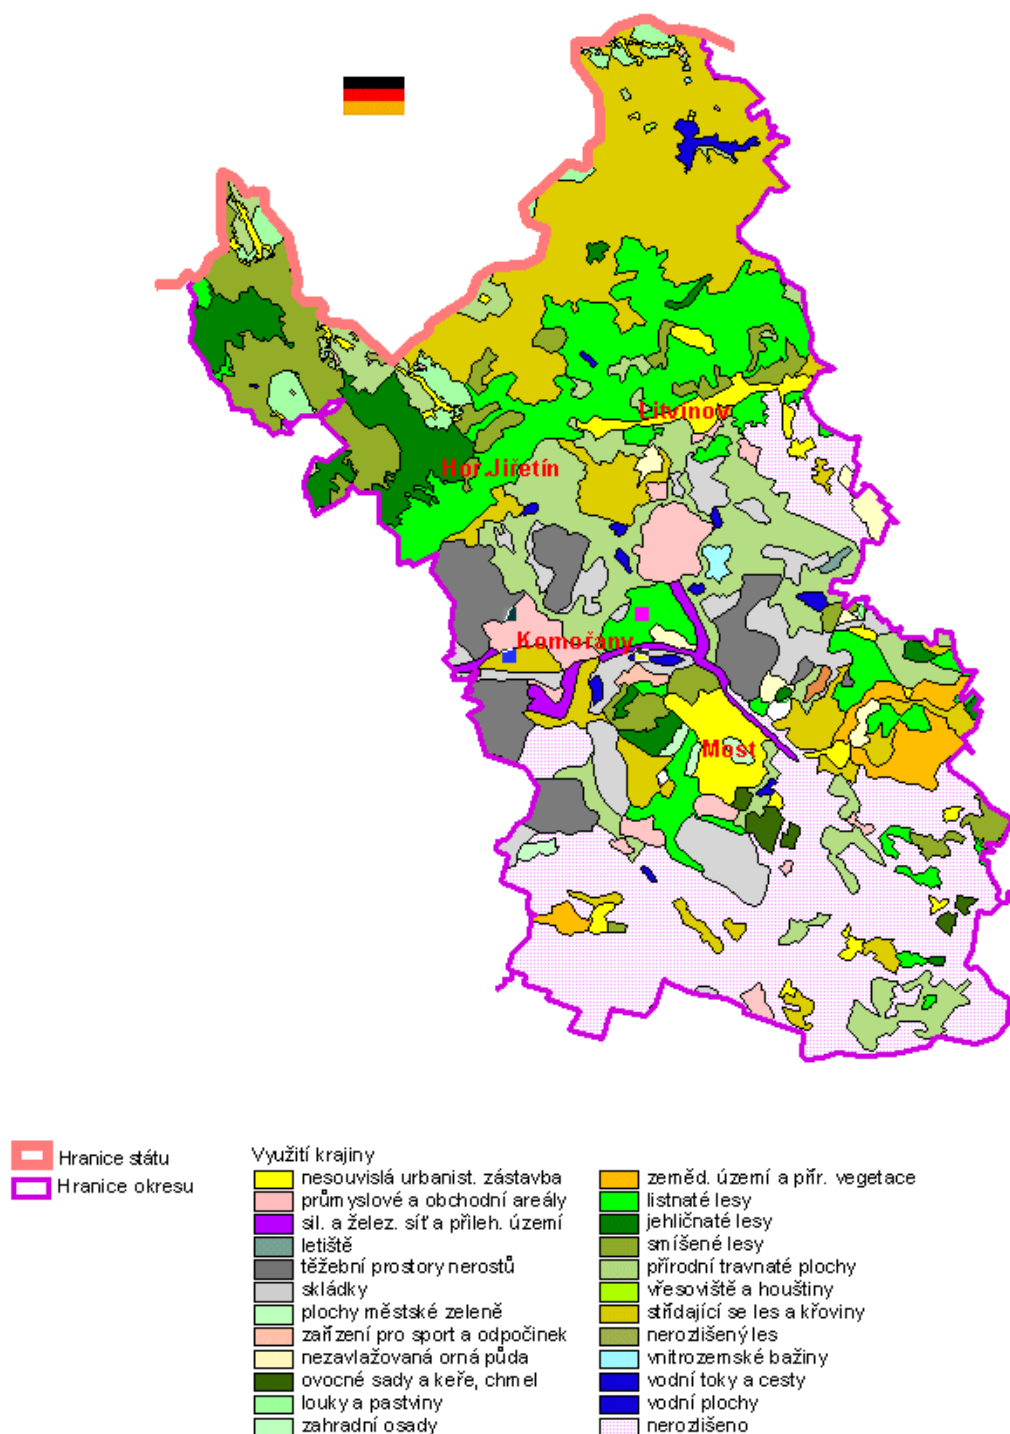 Litvínov
Hor.Jiřetín
Komořany
Most
Hranice státu
Hranice okresu
Využití krajiny
nesouvislá urbanist. zástavba
průmyslové a obchodní areály
sil. a želez. síť a přileh. území
letiště
těžební prostory nerostů
skládky
plochy městské zeleně
zařízení pro sport a odpočinek
nezavlažovaná orná půda
ovocné sady a keře, chmel
louky a pastviny
zahradní osady
zeměd. území a přir. vegetace
listnaté lesy
jehličnaté lesy
smíšené lesy
přírodní travnaté plochy
vřesoviště a houštiny
střídající se les a křoviny
nerozlišený les
vnitrozemské bažiny
vodní toky a cesty
vodní plochy
nerozlišeno